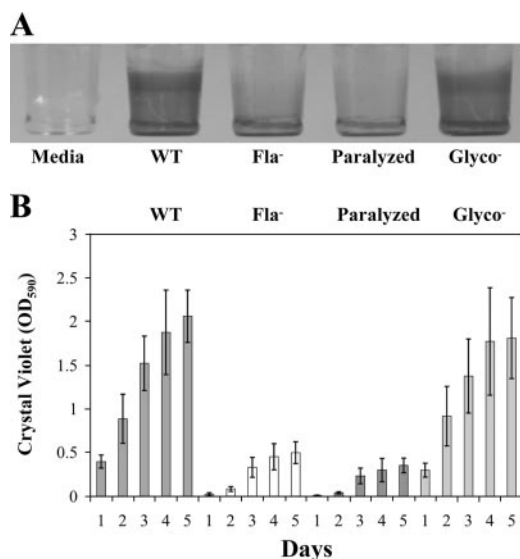 A
Media WT Fla- Paralyzed Glyco-
B
WT Fla- Paralyzed Glyco-
Crystal Violet (OD590)
3
2.5
2
1.5
1
0.5
0
1 2 3 4 5 1 2 3 4 5 1 2 3 4 5 1 2 3 4 5
Days